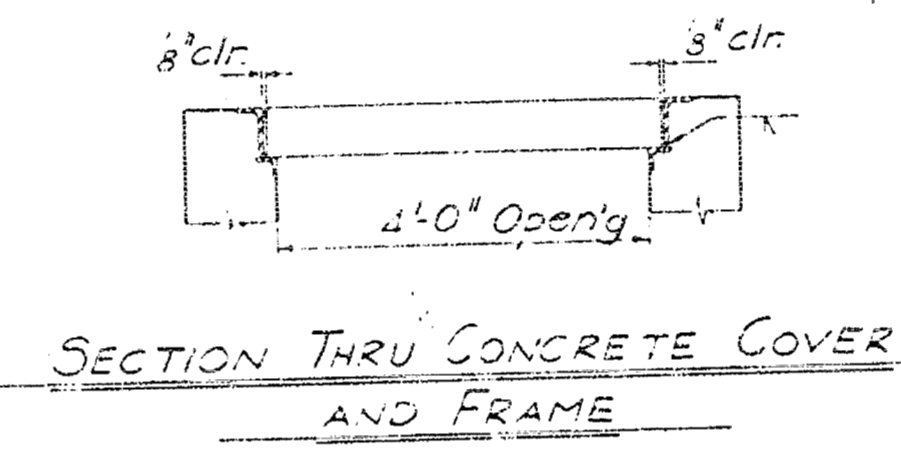 ⅛" clr.
⅛" clr.
4'-0" Open'g
SECTION THRU CONCRETE COVER
AND FRAME